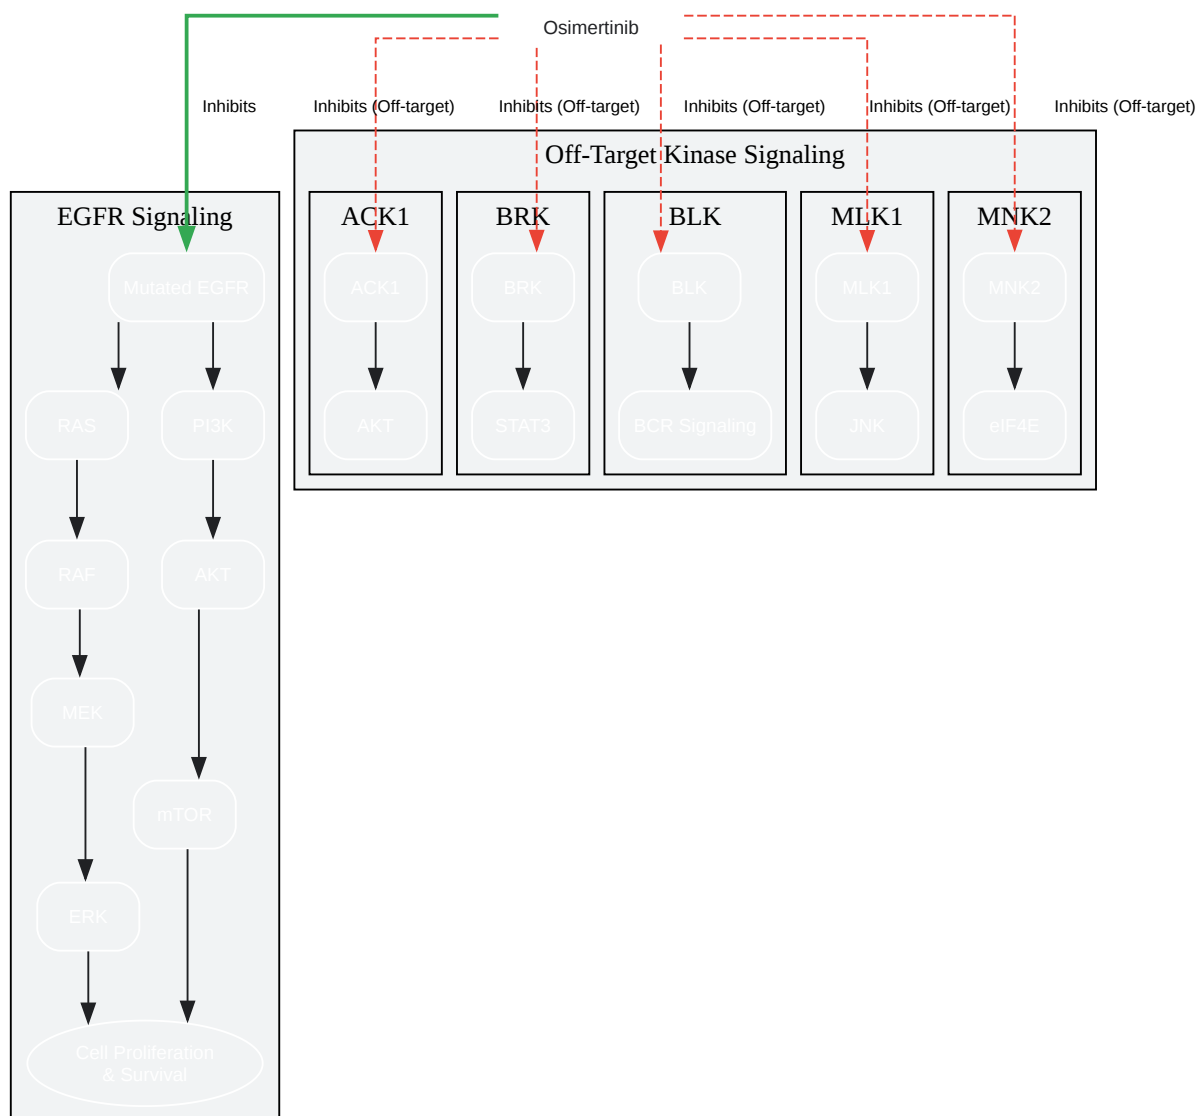 Osimertinib
Inhibits
Inhibits (Off-target)
Inhibits (Off-target)
Inhibits (Off-target)
Inhibits (Off-target)
Inhibits (Off-target)
Off-Target Kinase Signaling
EGFR Signaling
ACK1
BRK
BLK
MLK1
MNK2
Mutated EGFR
ACK1
BRK
BLK
MLK1
MNK2
RAS
PI3K
AKT
STAT3
BCR Signaling
JNK
eIF4E
RAF
AKT
MEK
mTOR
ERK
Cell Proliferation
& Survival